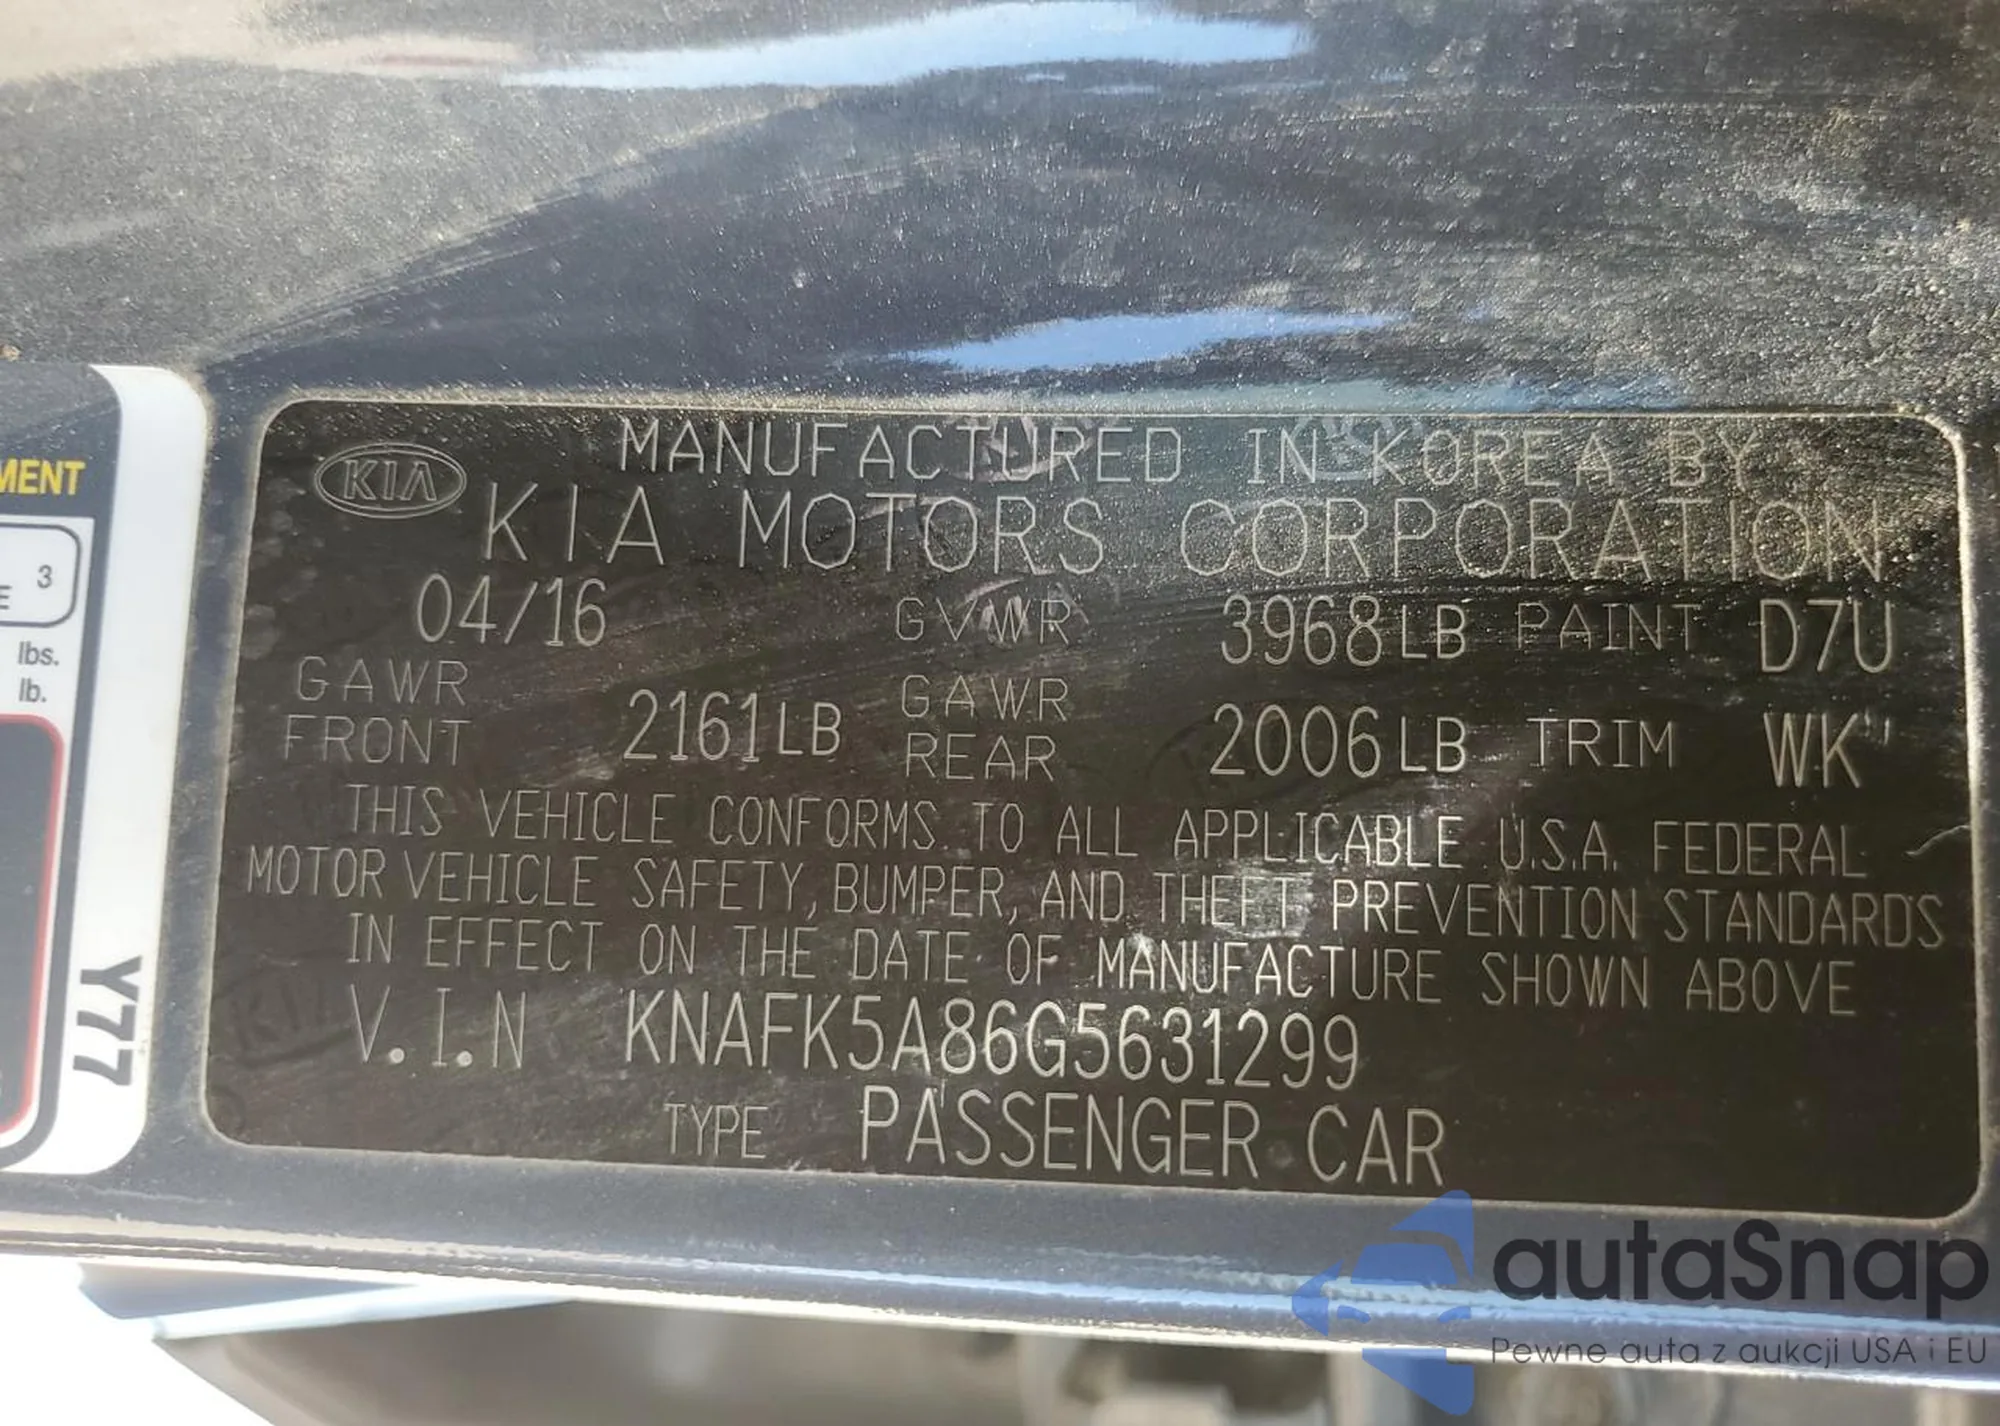 MENT
3
E
lbs.
lb.
Y77
KIA
MANUFACTURED IN KOREA BY
KIA MOTORS CORPORATION
04/16 GVWR 3968LB PAINT D7U
GAWR FRONT 2161LB GAWR REAR 2006LB TRIM WK
THIS VEHICLE CONFORMS TO ALL APPLICABLE U.S.A. FEDERAL
MOTOR VEHICLE SAFETY, BUMPER, AND THEFT PREVENTION STANDARDS
IN EFFECT ON THE DATE OF MANUFACTURE SHOWN ABOVE
V.I.N KNAFK5A86G5631299
TYPE PASSENGER CAR
autaSnap
Pewne auta z aukcji USA i EU